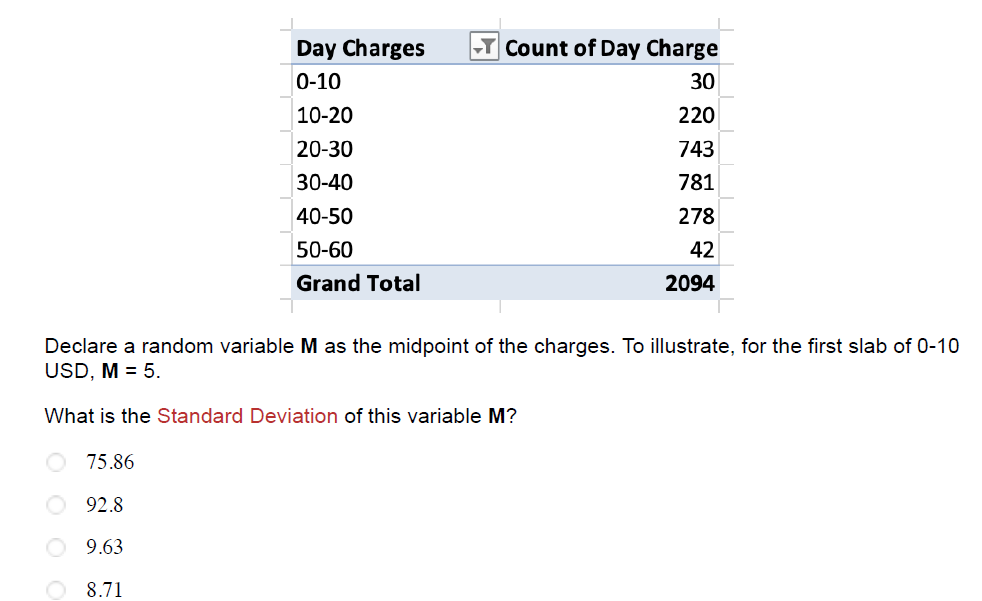 Day Charges Count of Day Charge
0-10 30
10-20 220
20-30 743
30-40 781
40-50 278
50-60 42
Grand Total 2094
Declare a random variable M as the midpoint of the charges. To illustrate, for the first slab of 0-10
USD, M = 5.
What is the Standard Deviation of this variable M?
75.86
92.8
9.63
8.71